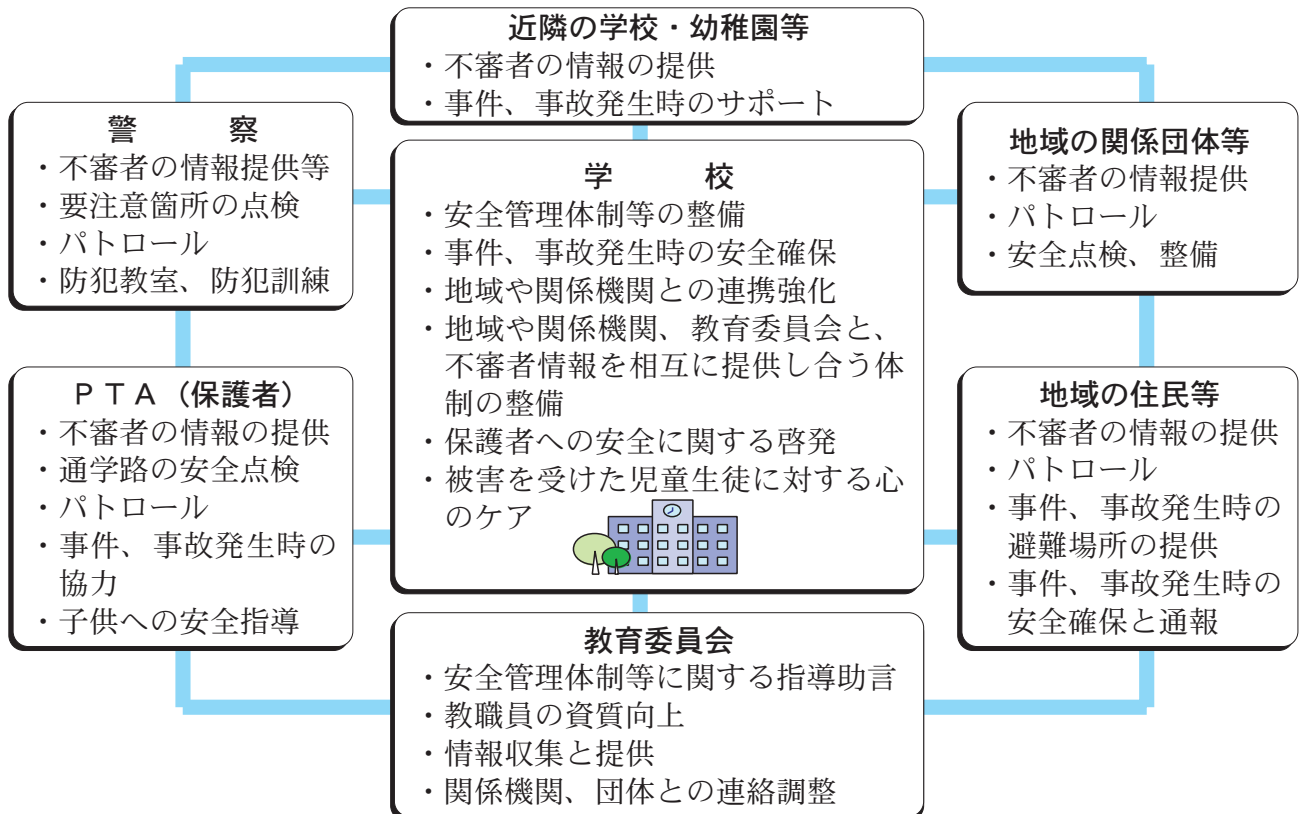 近隣の学校・幼稚園等
・不審者の情報の提供
・事件、事故発生時のサポート
警　　察
・不審者の情報提供等
・要注意箇所の点検
・パトロール
・防犯教室、防犯訓練
学　　校
・安全管理体制等の整備
・事件、事故発生時の安全確保
・地域や関係機関との連携強化
・地域や関係機関、教育委員会と、
不審者情報を相互に提供し合う体
制の整備
・保護者への安全に関する啓発
・被害を受けた児童生徒に対する心
のケア
地域の関係団体等
・不審者の情報提供
・パトロール
・安全点検、整備
ＰＴＡ（保護者）
・不審者の情報の提供
・通学路の安全点検
・パトロール
・事件、事故発生時の
協力
・子供への安全指導
地域の住民等
・不審者の情報の提供
・パトロール
・事件、事故発生時の
避難場所の提供
・事件、事故発生時の
安全確保と通報
教育委員会
・安全管理体制等に関する指導助言
・教職員の資質向上
・情報収集と提供
・関係機関、団体との連絡調整